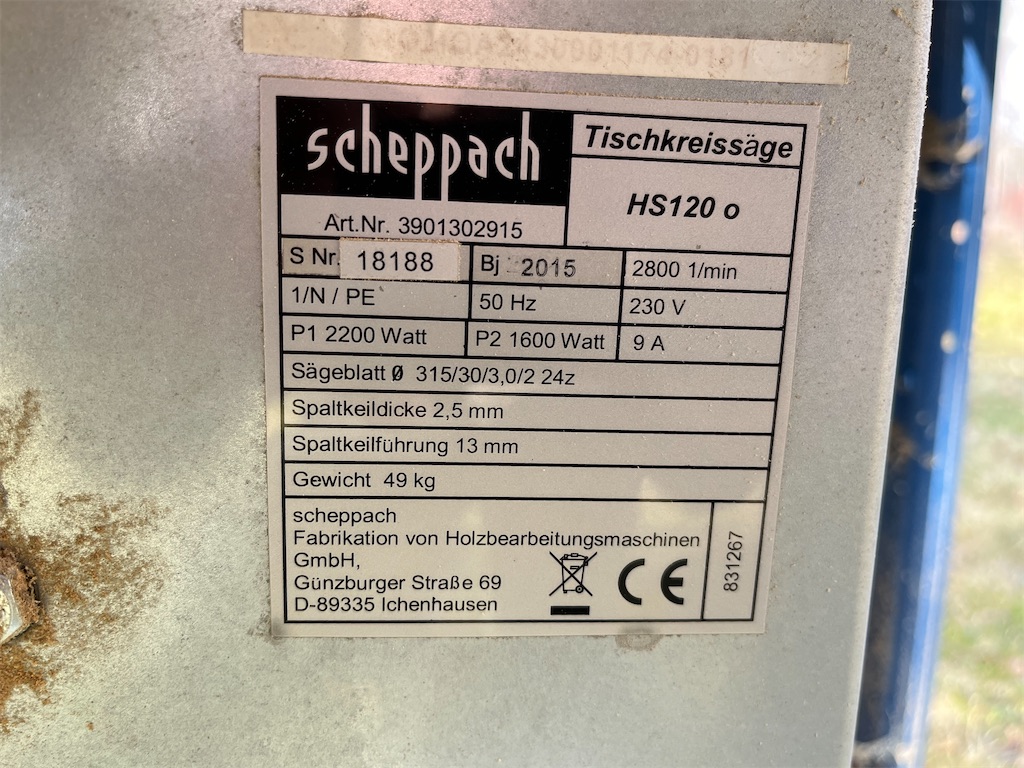 scheppach
Tischkreissäge
HS120 o
Art.Nr. 3901302915
S Nr. 18188
Bj 2015
2800 1/min
1/N / PE
50 Hz
230 V
P1 2200 Watt
P2 1600 Watt
9 A
Sägeblatt Ø 315/30/3,0/2 24z
Spaltkeildicke 2,5 mm
Spaltkeilführung 13 mm
Gewicht 49 kg
scheppach
Fabrikation von Holzbearbeitungsmaschinen
GmbH,
Günzburger Straße 69
D-89335 Ichenhausen
CE
831267